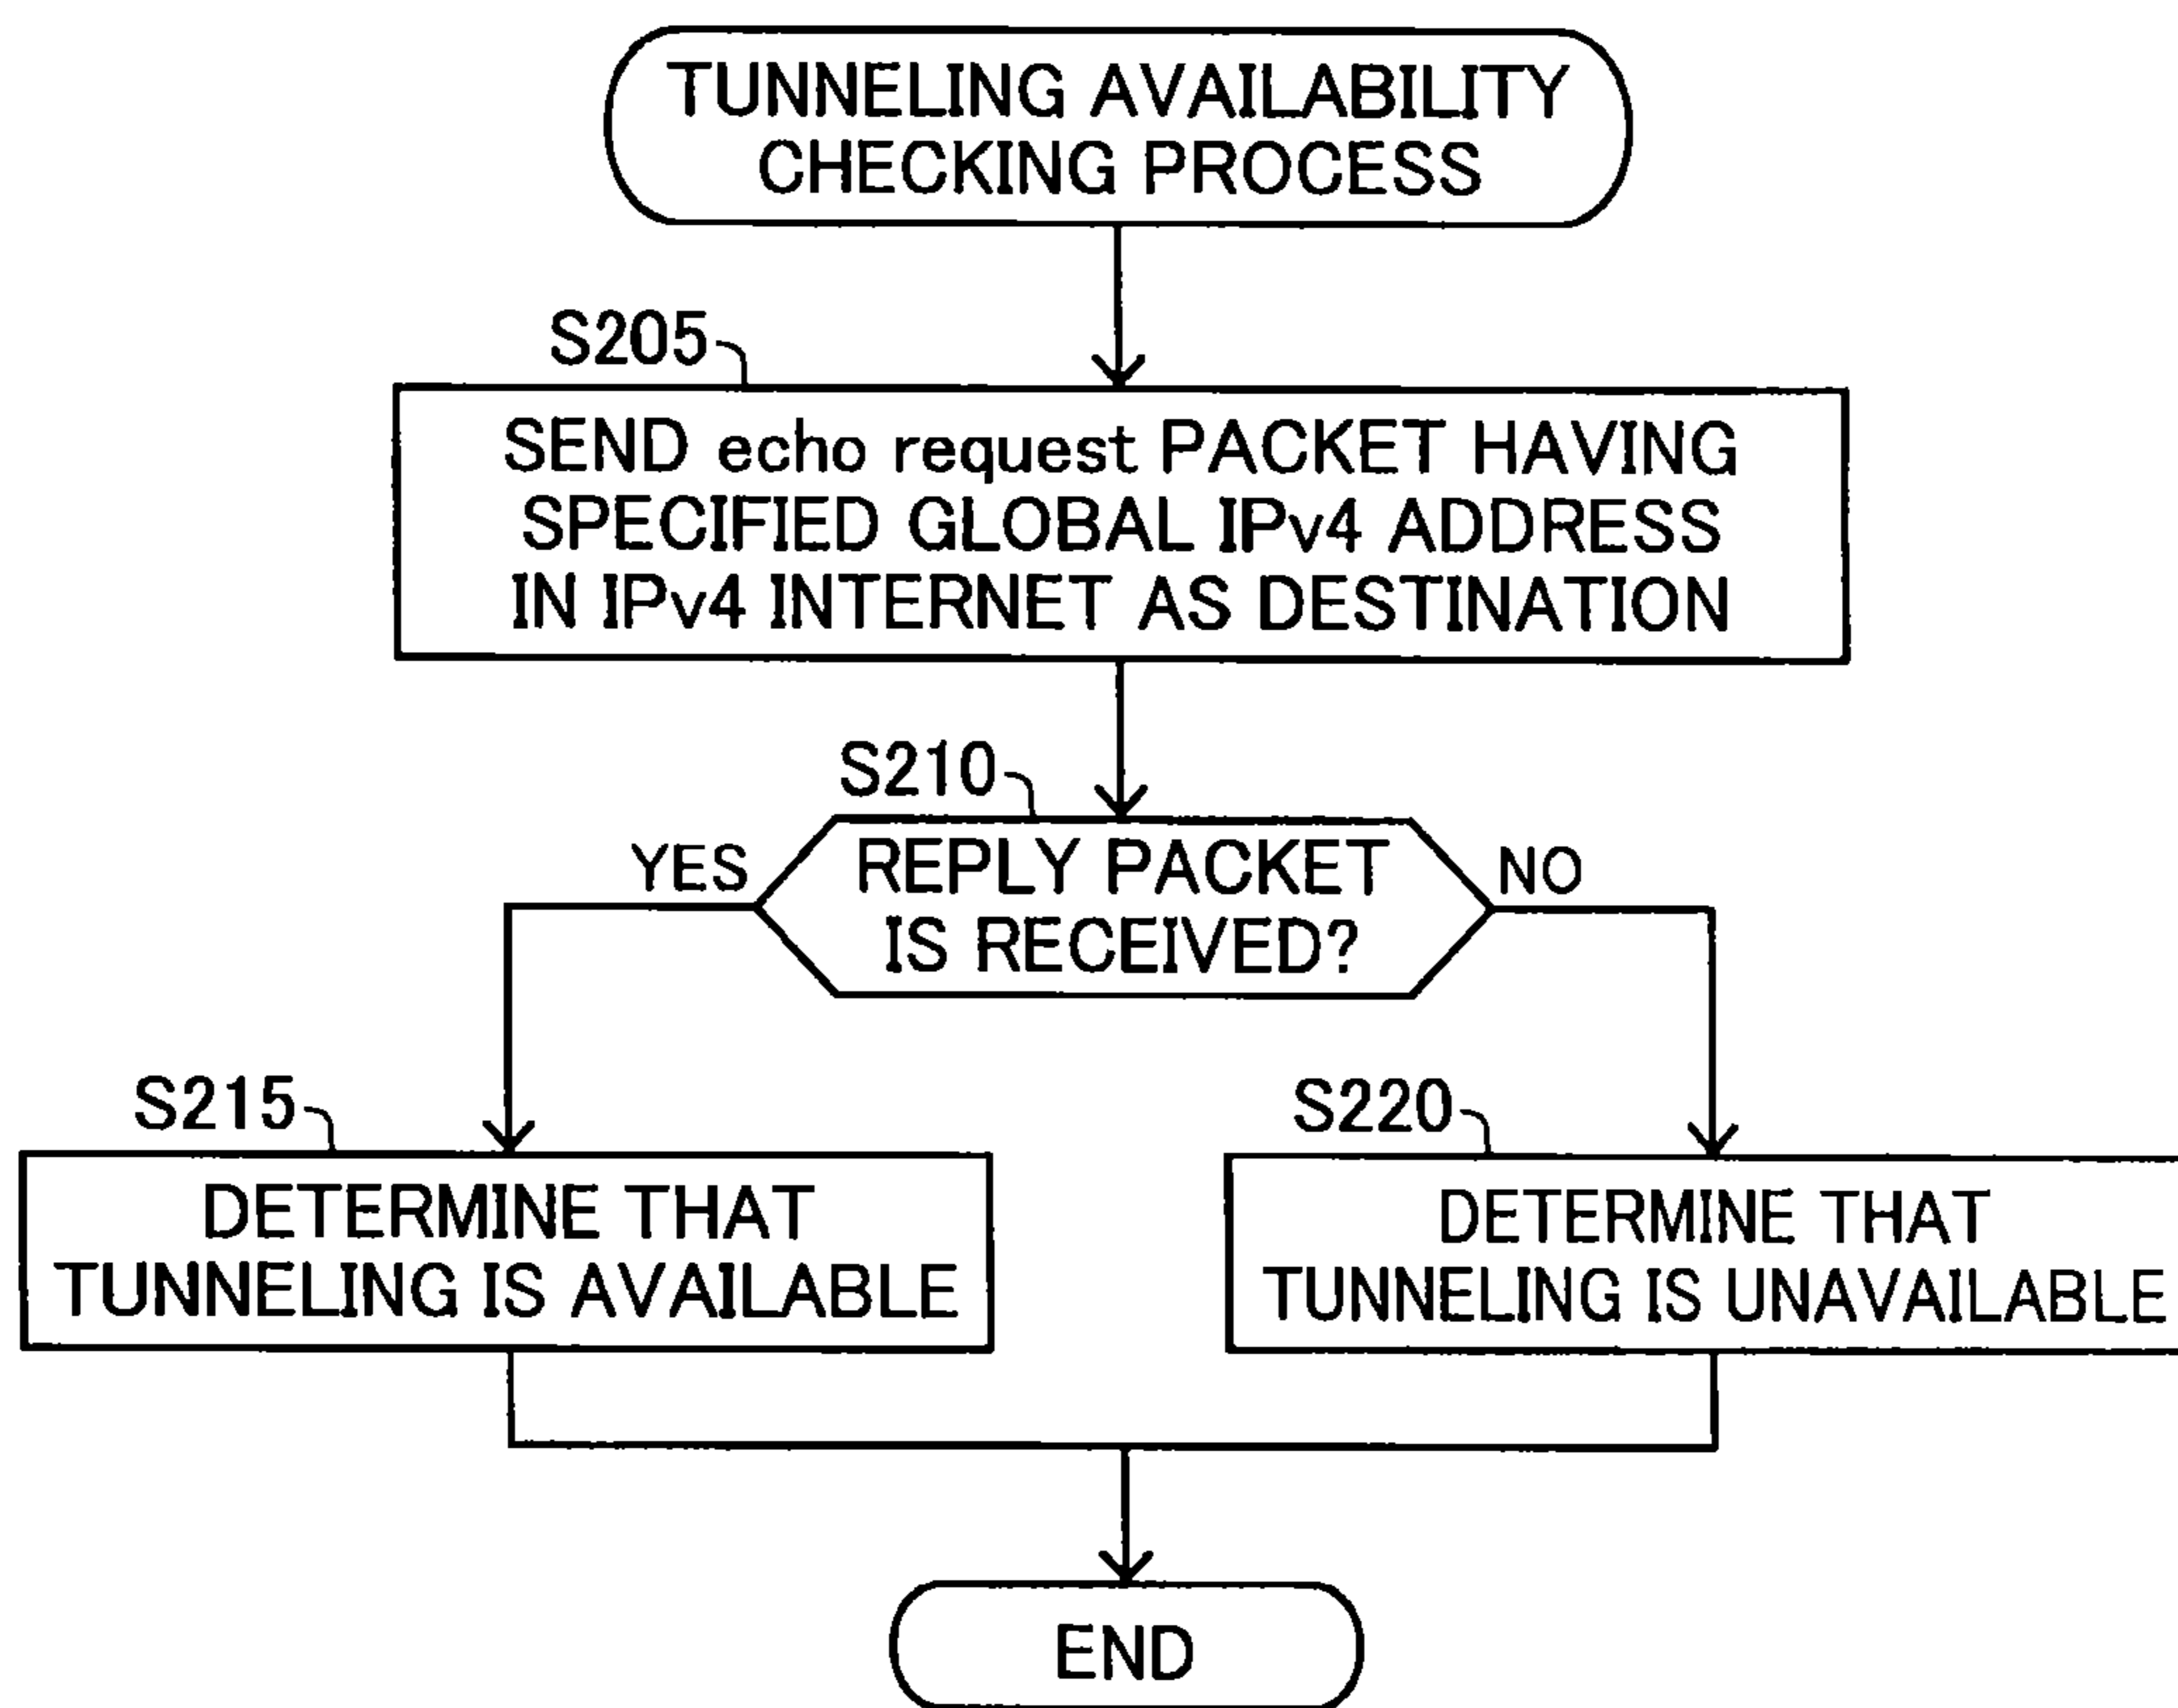 TUNNELING AVAILABILITY
CHECKING PROCESS
S205
SEND echo request PACKET HAVING
SPECIFIED GLOBAL IPv4 ADDRESS
IN IPv4 INTERNET AS DESTINATION
S210
YES
REPLY PACKET
IS RECEIVED?
NO
S215
DETERMINE THAT
TUNNELING IS AVAILABLE
S220
DETERMINE THAT
TUNNELING IS UNAVAILABLE
END